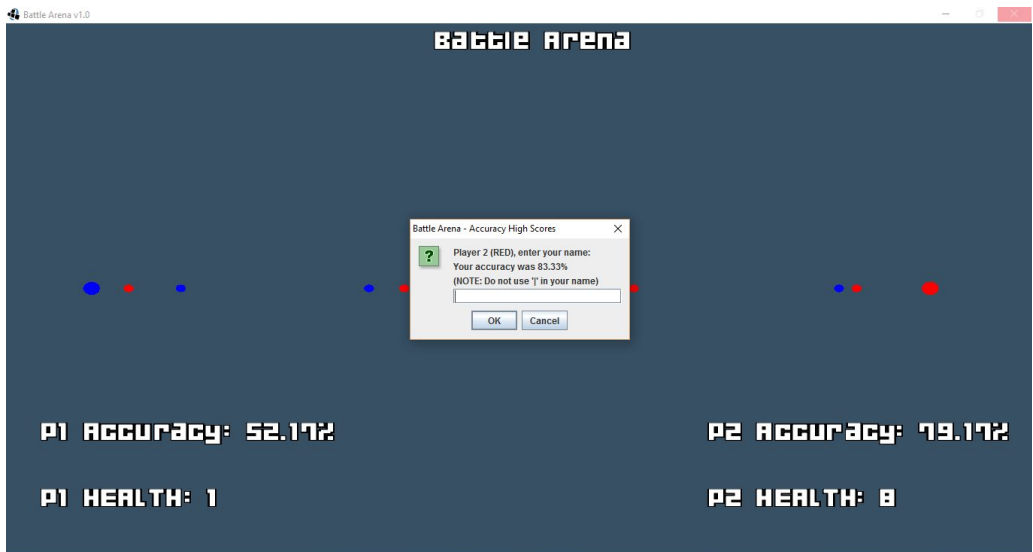 Battle Arena v1.0
Battle Arena
Battle Arena - Accuracy High Scores
Player 2 (RED), enter your name:
Your accuracy was 83.33%
(NOTE: Do not use '|' in your name)
OK Cancel
P1 Accuracy: 52.17%
P2 Accuracy: 79.17%
P1 HEALTH: 1
P2 HEALTH: 8